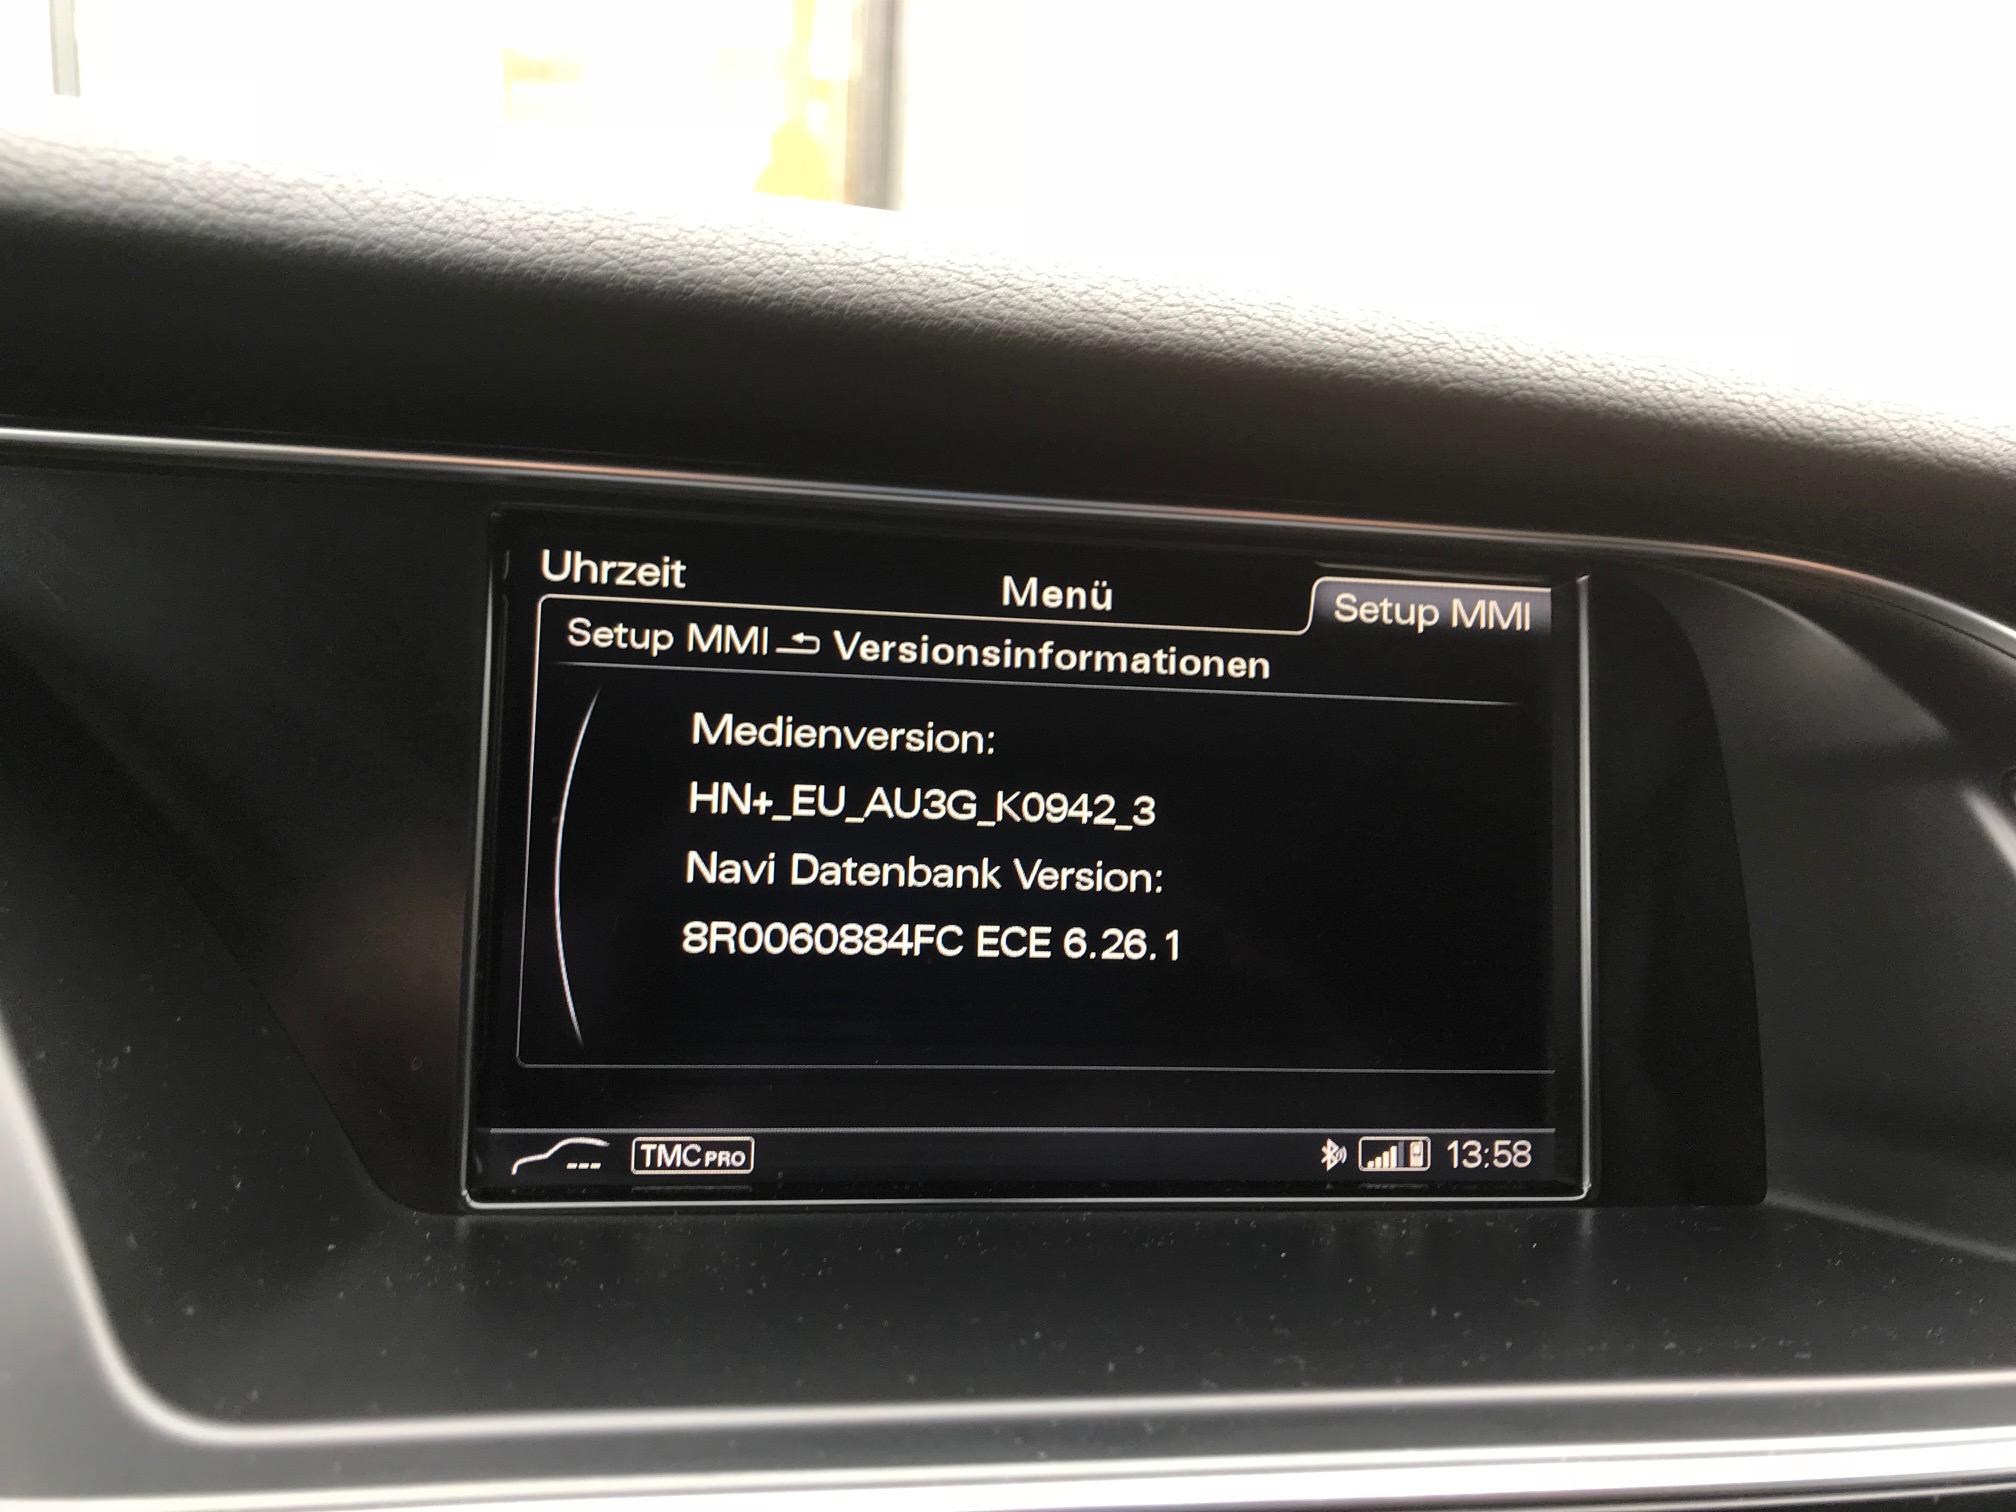 Uhrzeit Menü Setup MMI
Setup MMI Versionsinformationen
Medienversion:
HN+_EU_AU3G_K0942_3
Navi Datenbank Version:
8R0060884FC ECE 6.26.1
--- TMC PRO 13:58